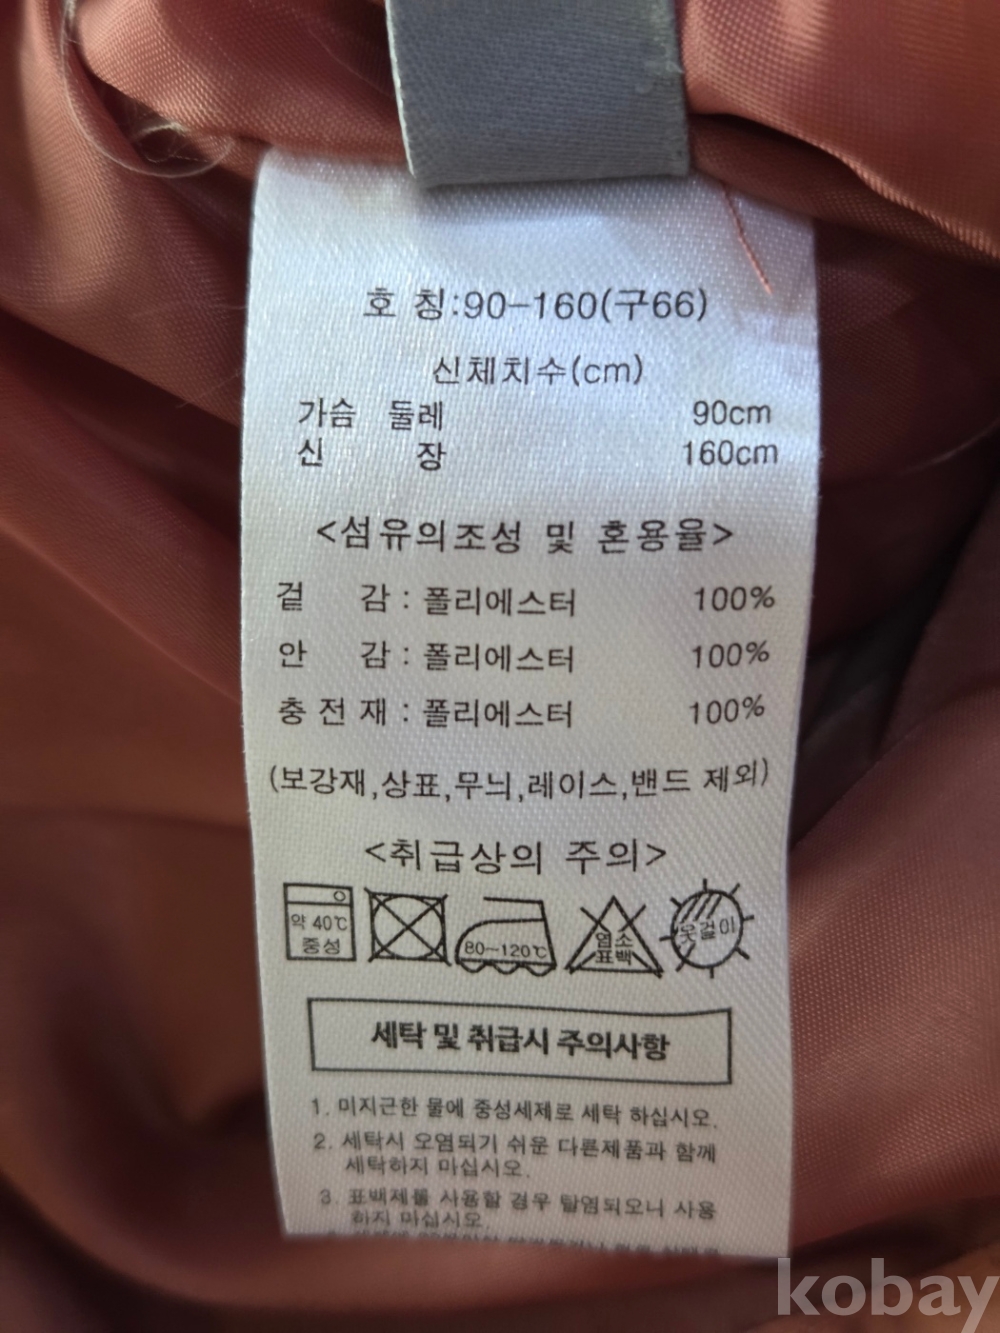 호 칭:90-160(구66)
신체치수(cm)
가슴 둘레 90cm
신 장 160cm
<섬유의조성 및 혼용율>
겉 감 : 폴리에스터 100%
안 감 : 폴리에스터 100%
충 전 재 : 폴리에스터 100%
(보강재,상표,무늬,레이스,밴드 제외)
<취급상의 주의>
약 40℃
중성
80~120℃
염소
표백
옷걸이
세탁 및 취급시 주의사항
1. 미지근한 물에 중성세제로 세탁 하십시오.
2. 세탁시 오염되기 쉬운 다른제품과 함께
세탁하지 마십시오.
3. 표백제를 사용할 경우 탈염되오니 사용
하지 마십시오.
kobay